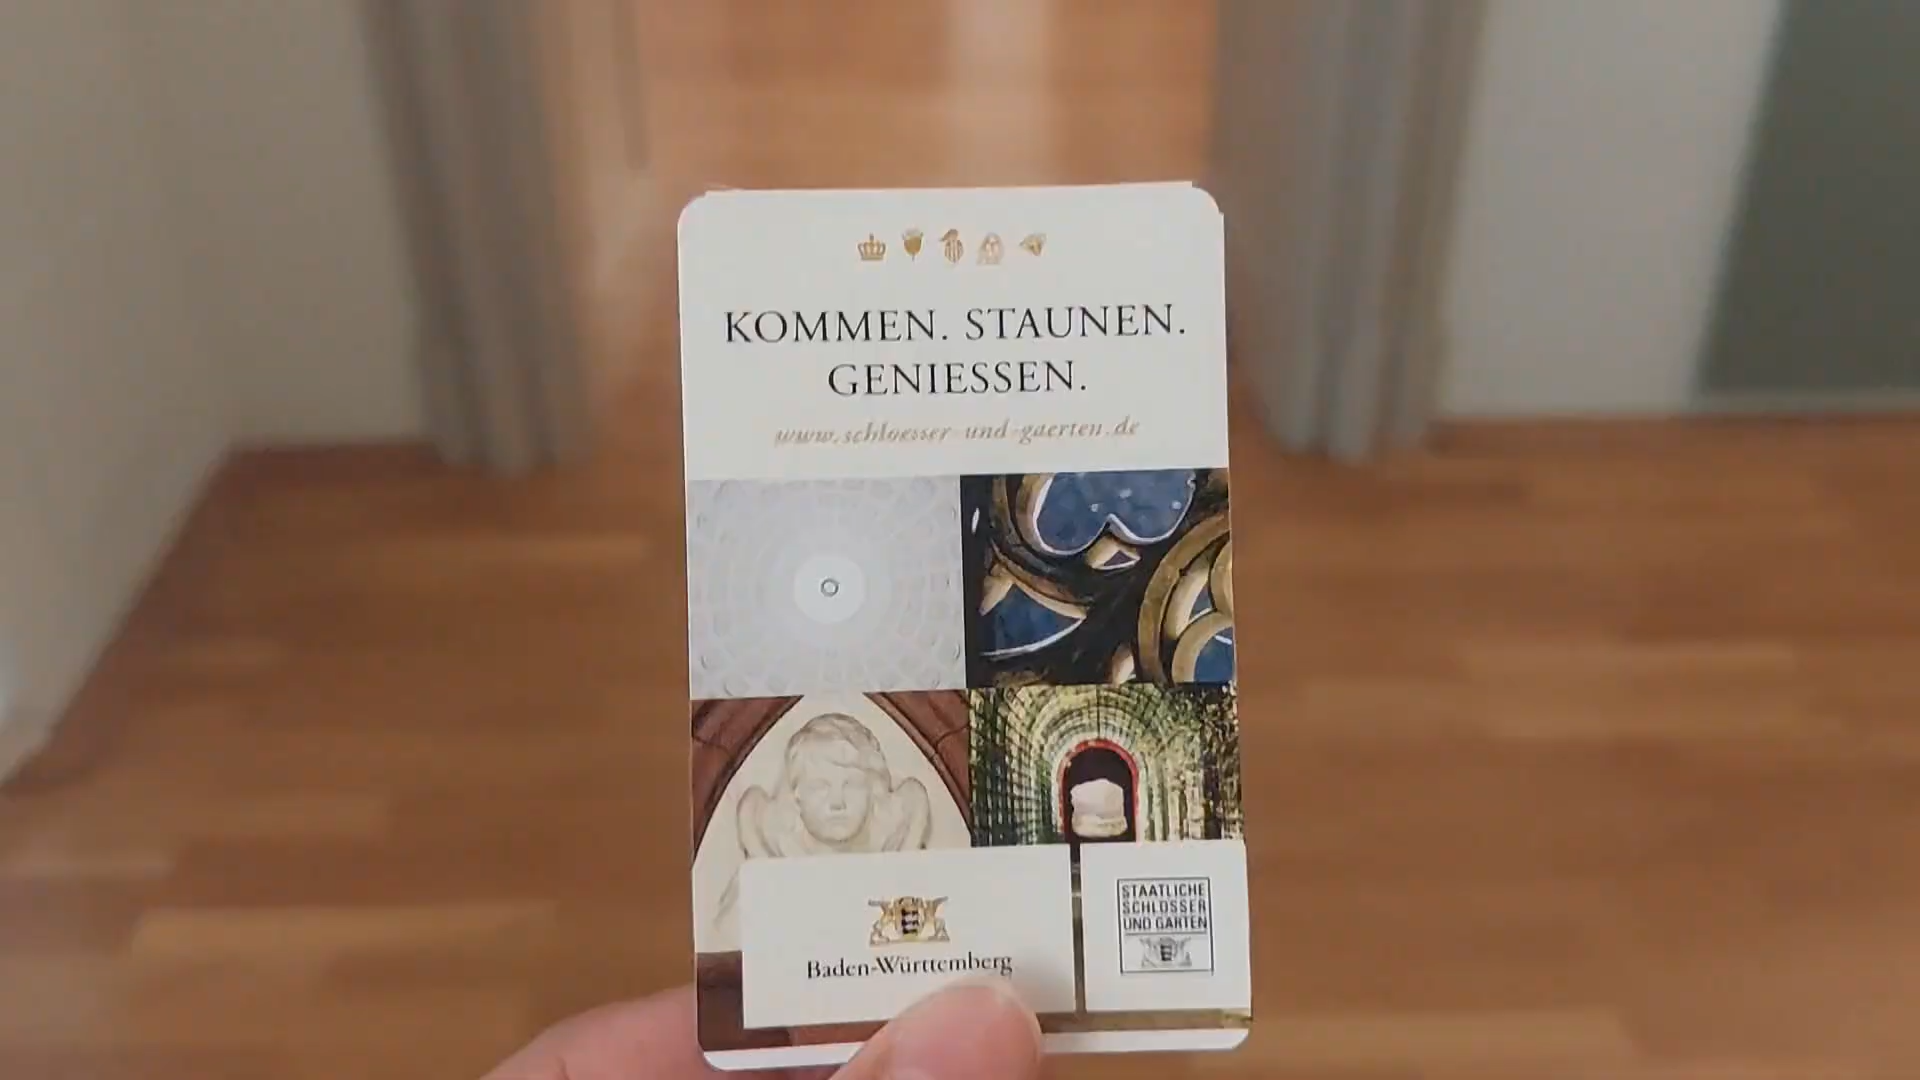 KOMMEN. STAUNEN.
GENIESSEN.
www.schloesser-und-gaerten.de
Baden-Württemberg
STAATLICHE
SCHLÖSSER
UND GÄRTEN